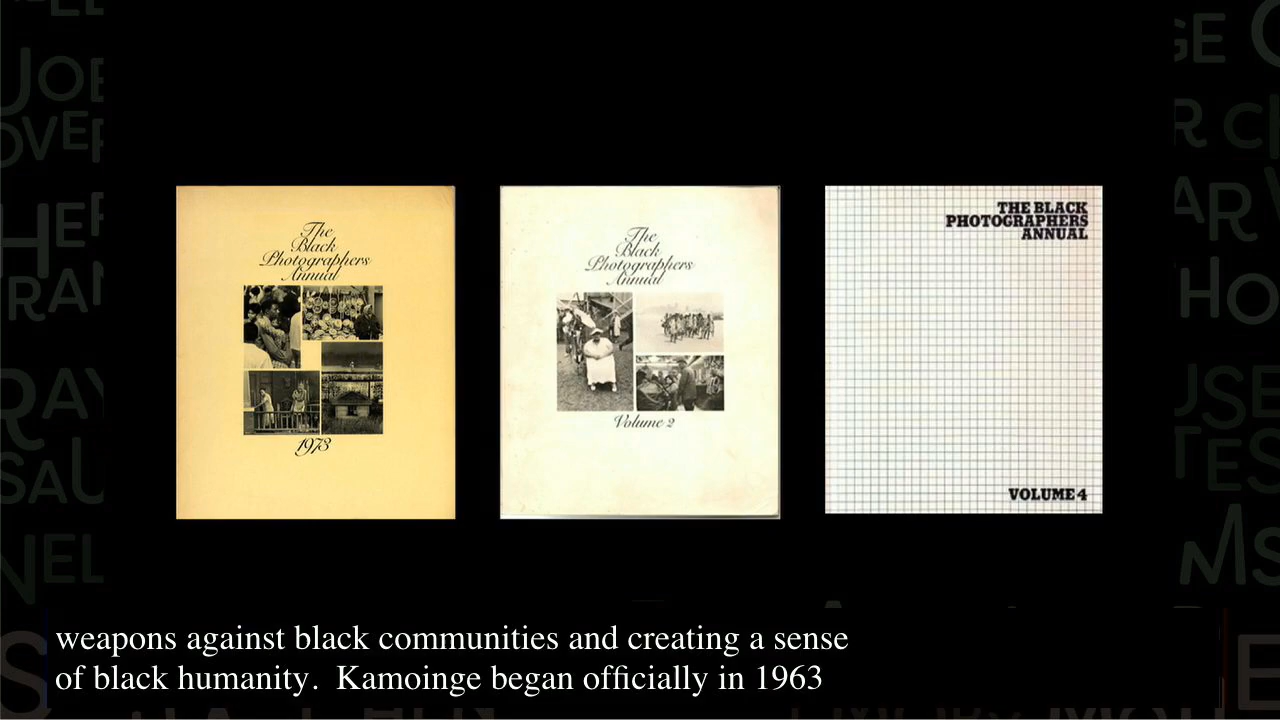 The
Black
Photographers
Annual
1973
The
Black
Photographers
Annual
Volume 2
THE BLACK
PHOTOGRAPHERS
ANNUAL
VOLUME 4
weapons against black communities and creating a sense
of black humanity.  Kamoinge began officially in 1963